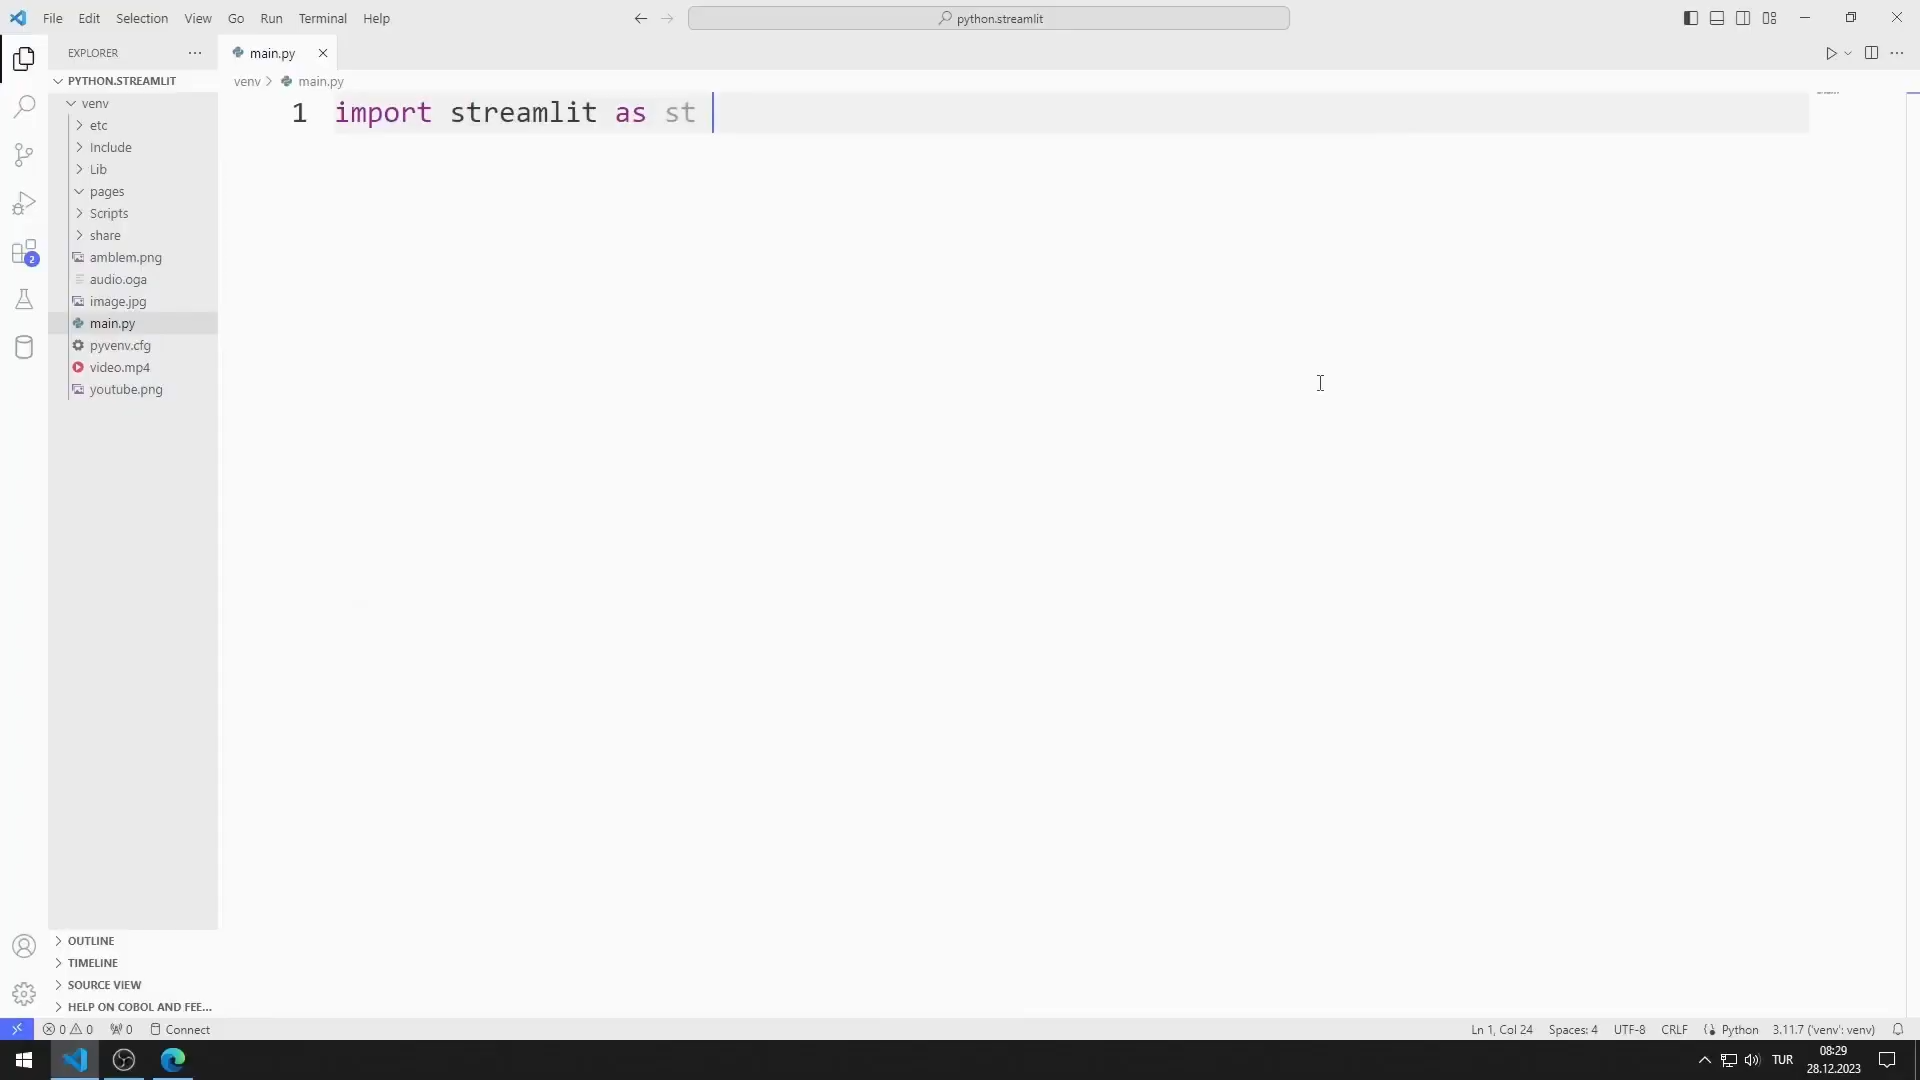 File Edit Selection View Go Run Terminal Help
python.streamlit
EXPLORER
main.py
PYTHON.STREAMLIT
venv > main.py
venv
1 import streamlit as st
etc
Include
Lib
pages
Scripts
share
amblem.png
audio.oga
image.jpg
main.py
pyvenv.cfg
video.mp4
youtube.png
2
OUTLINE
TIMELINE
SOURCE VIEW
HELP ON COBOL AND FEE...
0 0 0 Connect
Ln 1, Col 24 Spaces: 4 UTF-8 CRLF Python 3.11.7 ('venv': venv)
TUR
08:29
28.12.2023